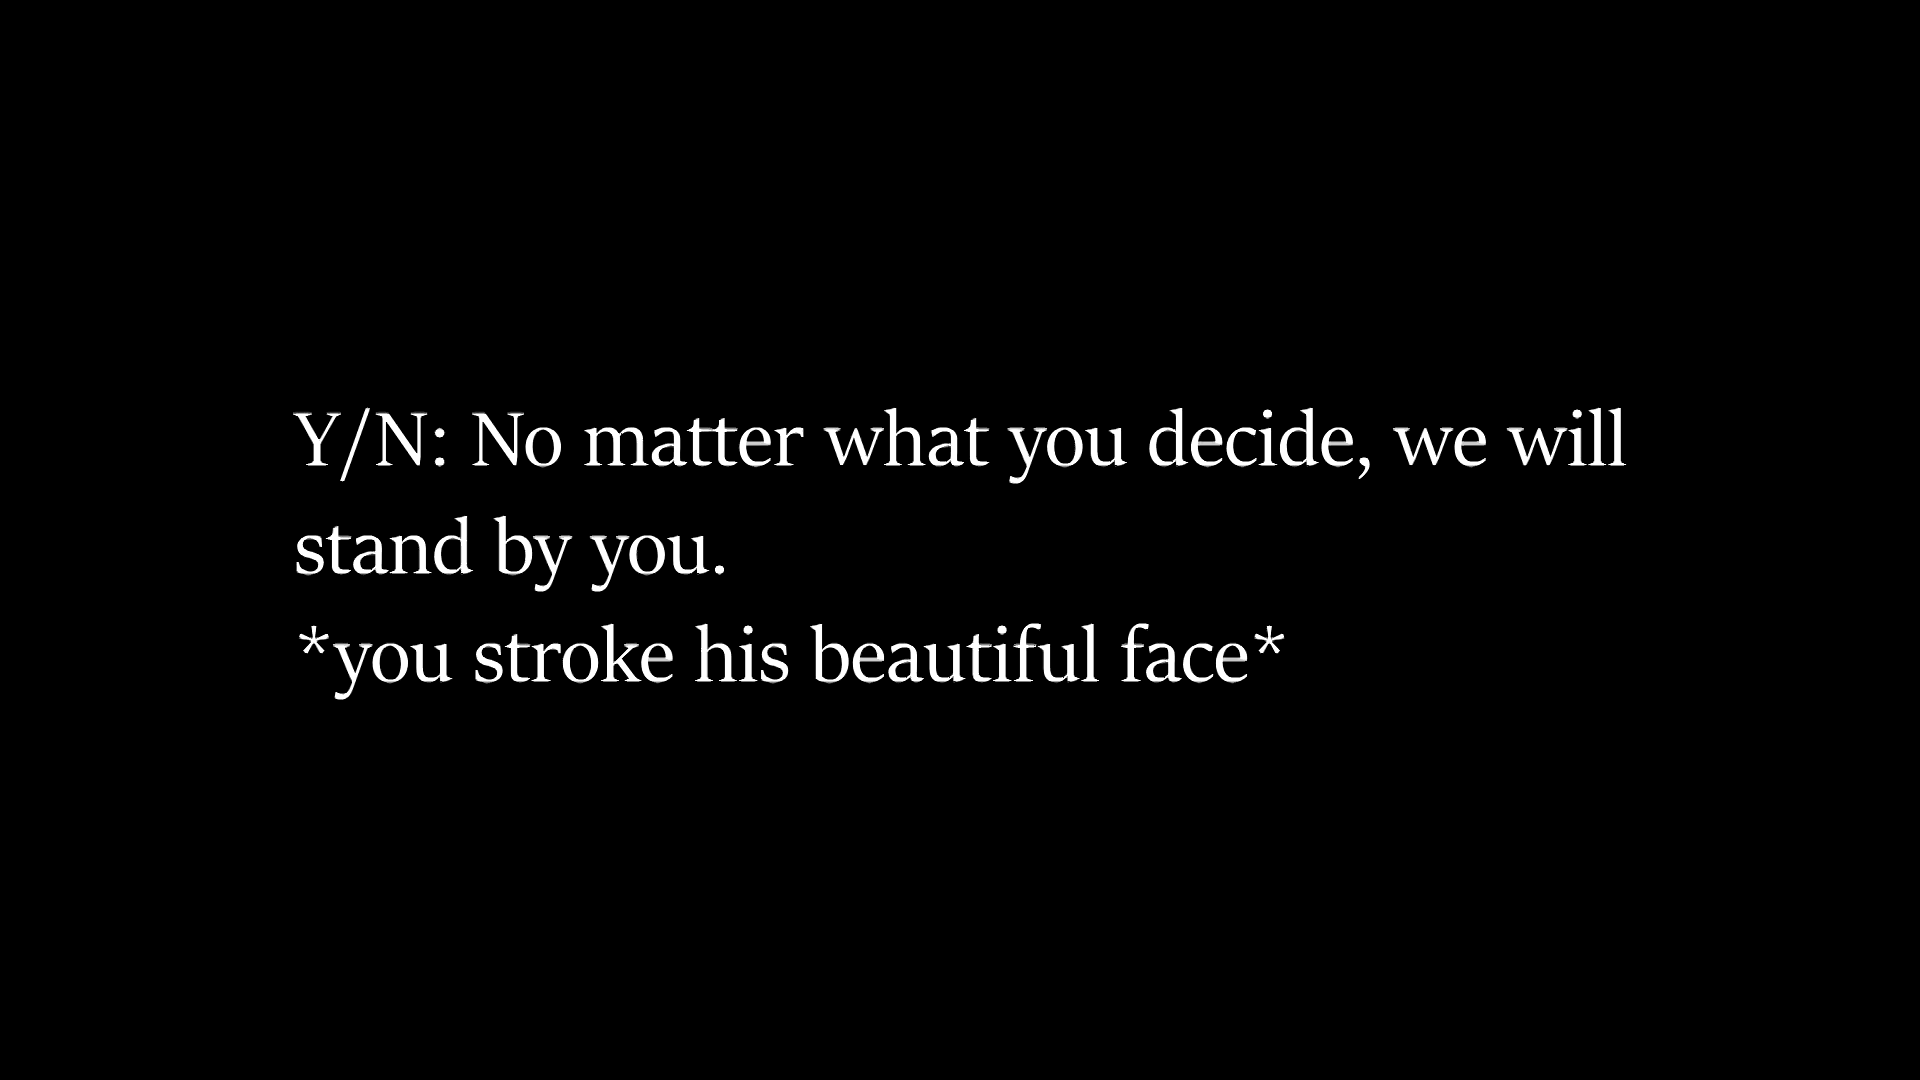 Y/N: No matter what you decide, we will
stand by you.
*you stroke his beautiful face*